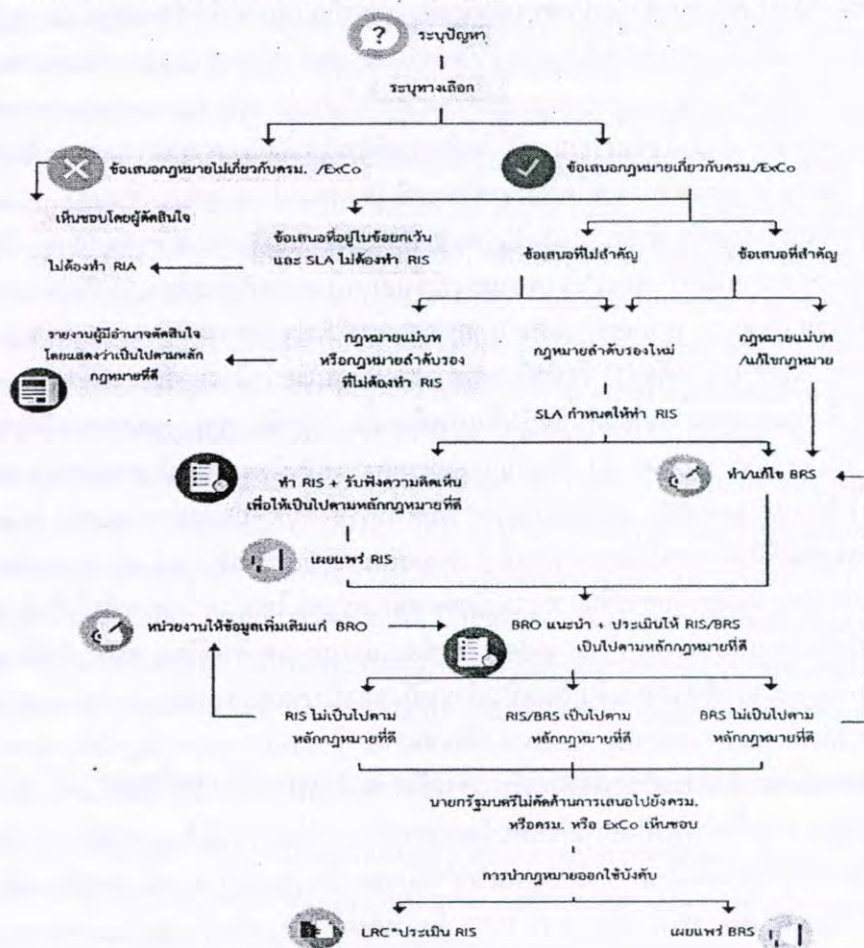 ระบุปัญหา
ระบุทางเลือก
ข้อเสนอกฎหมายไม่เกี่ยวกับครม. /ExCo
ข้อเสนอกฎหมายเกี่ยวกับครม./ExCo
เห็นชอบโดยผู้ตัดสินใจ
ไม่ต้องทำ RIA
ข้อเสนอที่อยู่ในข้อยกเว้น
และ SLA ไม่ต้องทำ RIS
ข้อเสนอที่ไม่สำคัญ
ข้อเสนอที่สำคัญ
รายงานผู้มีอำนาจตัดสินใจ
โดยแสดงว่าเป็นไปตามหลัก
กฎหมายที่ดี
กฎหมายแม่บท
หรือกฎหมายลำดับรอง
ที่ไม่ต้องทำ RIS
กฎหมายลำดับรองใหม่
กฎหมายแม่บท
/แก้ไขกฎหมาย
SLA กำหนดให้ทำ RIS
ทำ RIS + รับฟังความคิดเห็น
เพื่อให้เป็นไปตามหลักกฎหมายที่ดี
ทำ/แก้ไข BRS
เผยแพร่ RIS
หน่วยงานให้ข้อมูลเพิ่มเติมแก่ BRO
BRO แนะนำ + ประเมินให้ RIS/BRS
เป็นไปตามหลักกฎหมายที่ดี
RIS ไม่เป็นไปตาม
หลักกฎหมายที่ดี
RIS/BRS เป็นไปตาม
หลักกฎหมายที่ดี
BRS ไม่เป็นไปตาม
หลักกฎหมายที่ดี
นายกรัฐมนตรีไม่คัดค้านการเสนอไปยังครม.
หรือครม. หรือ ExCo เห็นชอบ
การนำกฎหมายออกใช้บังคับ
LRC*ประเมิน RIS
เผยแพร่ BRS